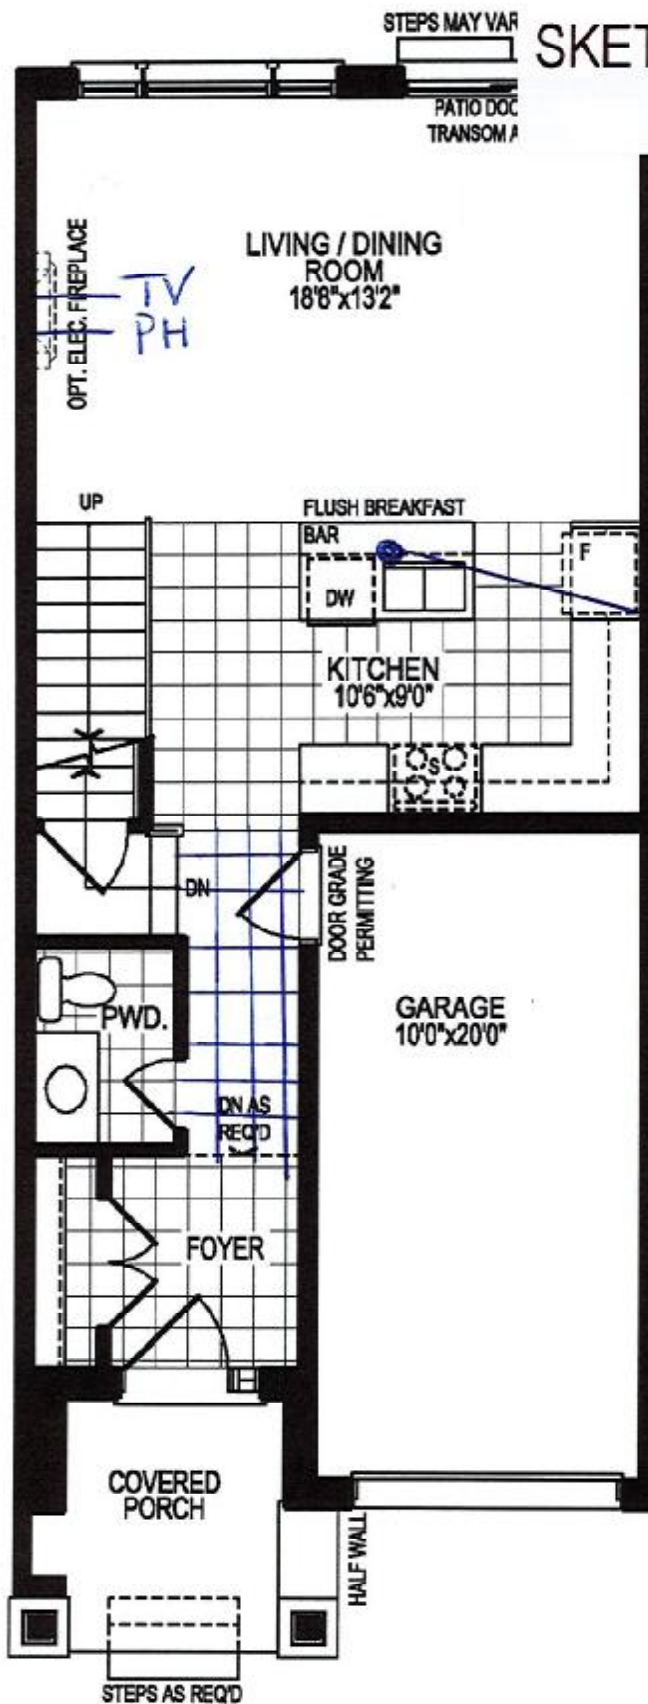 STEPS MAY VAR
SKET
PATIO DOO
TRANSOM A
LIVING / DINING
ROOM
18'8"x13'2"
OPT. ELEC. FIREPLACE
TV
PH
UP
FLUSH BREAKFAST
BAR
F
DW
KITCHEN
10'6"x9'0"
S
DN
DOOR GRADE
PERMITTING
PWD.
GARAGE
10'0"x20'0"
DN AS
REQ'D
FOYER
COVERED
PORCH
HALF WALL
STEPS AS REQ'D